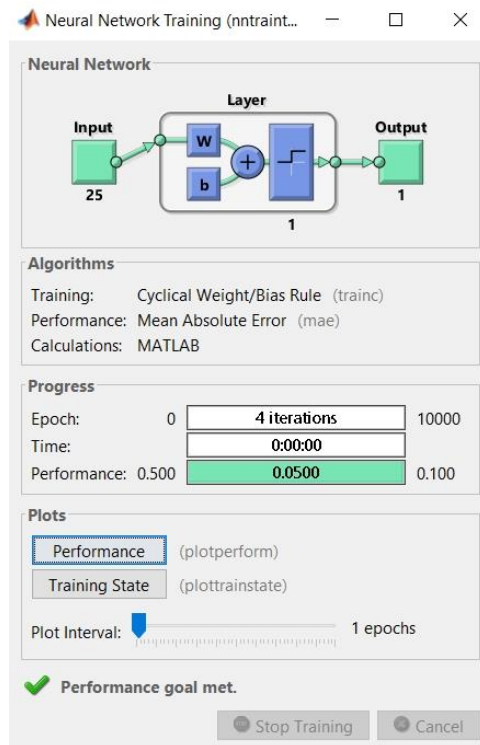 Neural Network Training (nntraint...
Neural Network
Layer
Input
Output
W
b
25
1
1
Algorithms
Training: Cyclical Weight/Bias Rule (trainc)
Performance: Mean Absolute Error (mae)
Calculations: MATLAB
Progress
Epoch: 0 4 iterations 10000
Time: 0:00:00
Performance: 0.500 0.0500 0.100
Plots
Performance (plotperform)
Training State (plottrainstate)
Plot Interval: 1 epochs
Performance goal met.
Stop Training Cancel